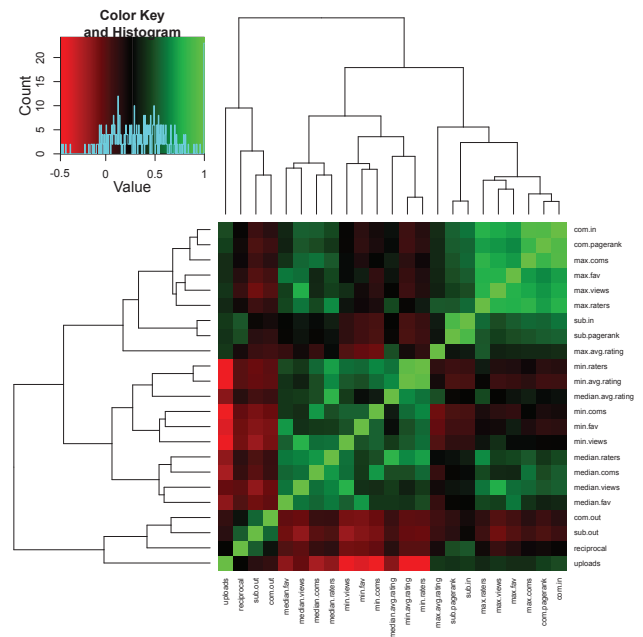 Color Key
and Histogram
Count
0
5
10
15
20
-0.5
0
0.5
1
Value
com.in
com.pagerank
max.coms
max.fav
max.views
max.raters
sub.in
sub.pagerank
max.avg.rating
min.raters
min.avg.rating
median.avg.rating
min.coms
min.fav
min.views
median.raters
median.coms
median.views
median.fav
com.out
sub.out
reciprocal
uploads
uploads
reciprocal
sub.out
com.out
median.fav
median.views
median.coms
median.raters
min.views
min.fav
min.coms
median.avg.rating
min.avg.rating
min.raters
max.avg.rating
sub.pagerank
sub.in
max.raters
max.views
max.fav
max.coms
com.pagerank
com.in